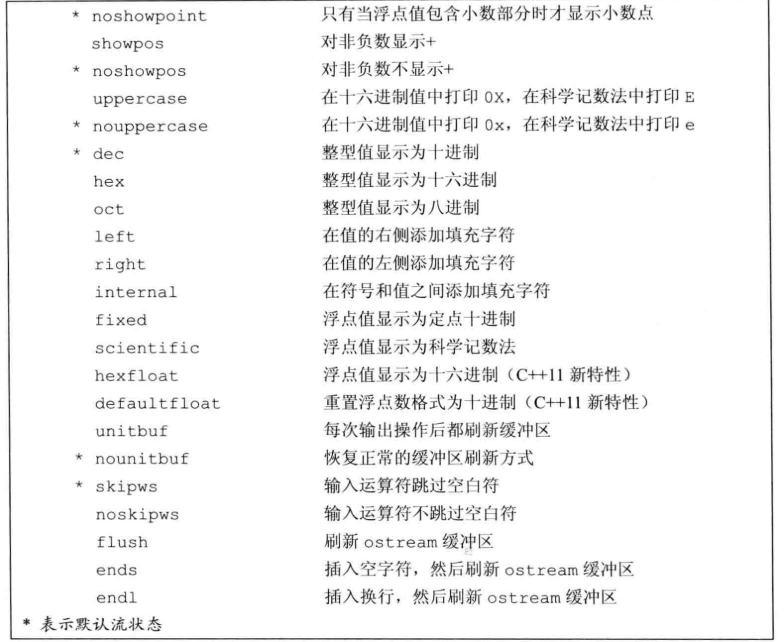 * noshowpoint 只有当浮点值包含小数部分时才显示小数点
showpos 对非负数显示+
* noshowpos 对非负数不显示+
uppercase 在十六进制值中打印 0X，在科学记数法中打印 E
* nouppercase 在十六进制值中打印 0x，在科学记数法中打印 e
* dec 整型值显示为十进制
hex 整型值显示为十六进制
oct 整型值显示为八进制
left 在值的右侧添加填充字符
right 在值的左侧添加填充字符
internal 在符号和值之间添加填充字符
fixed 浮点值显示为定点十进制
scientific 浮点值显示为科学记数法
hexfloat 浮点值显示为十六进制（C++11 新特性）
defaultfloat 重置浮点数格式为十进制（C++11 新特性）
unitbuf 每次输出操作后都刷新缓冲区
* nounitbuf 恢复正常的缓冲区刷新方式
* skipws 输入运算符跳过空白符
noskipws 输入运算符不跳过空白符
flush 刷新 ostream 缓冲区
ends 插入空字符，然后刷新 ostream 缓冲区
endl 插入换行，然后刷新 ostream 缓冲区
* 表示默认流状态